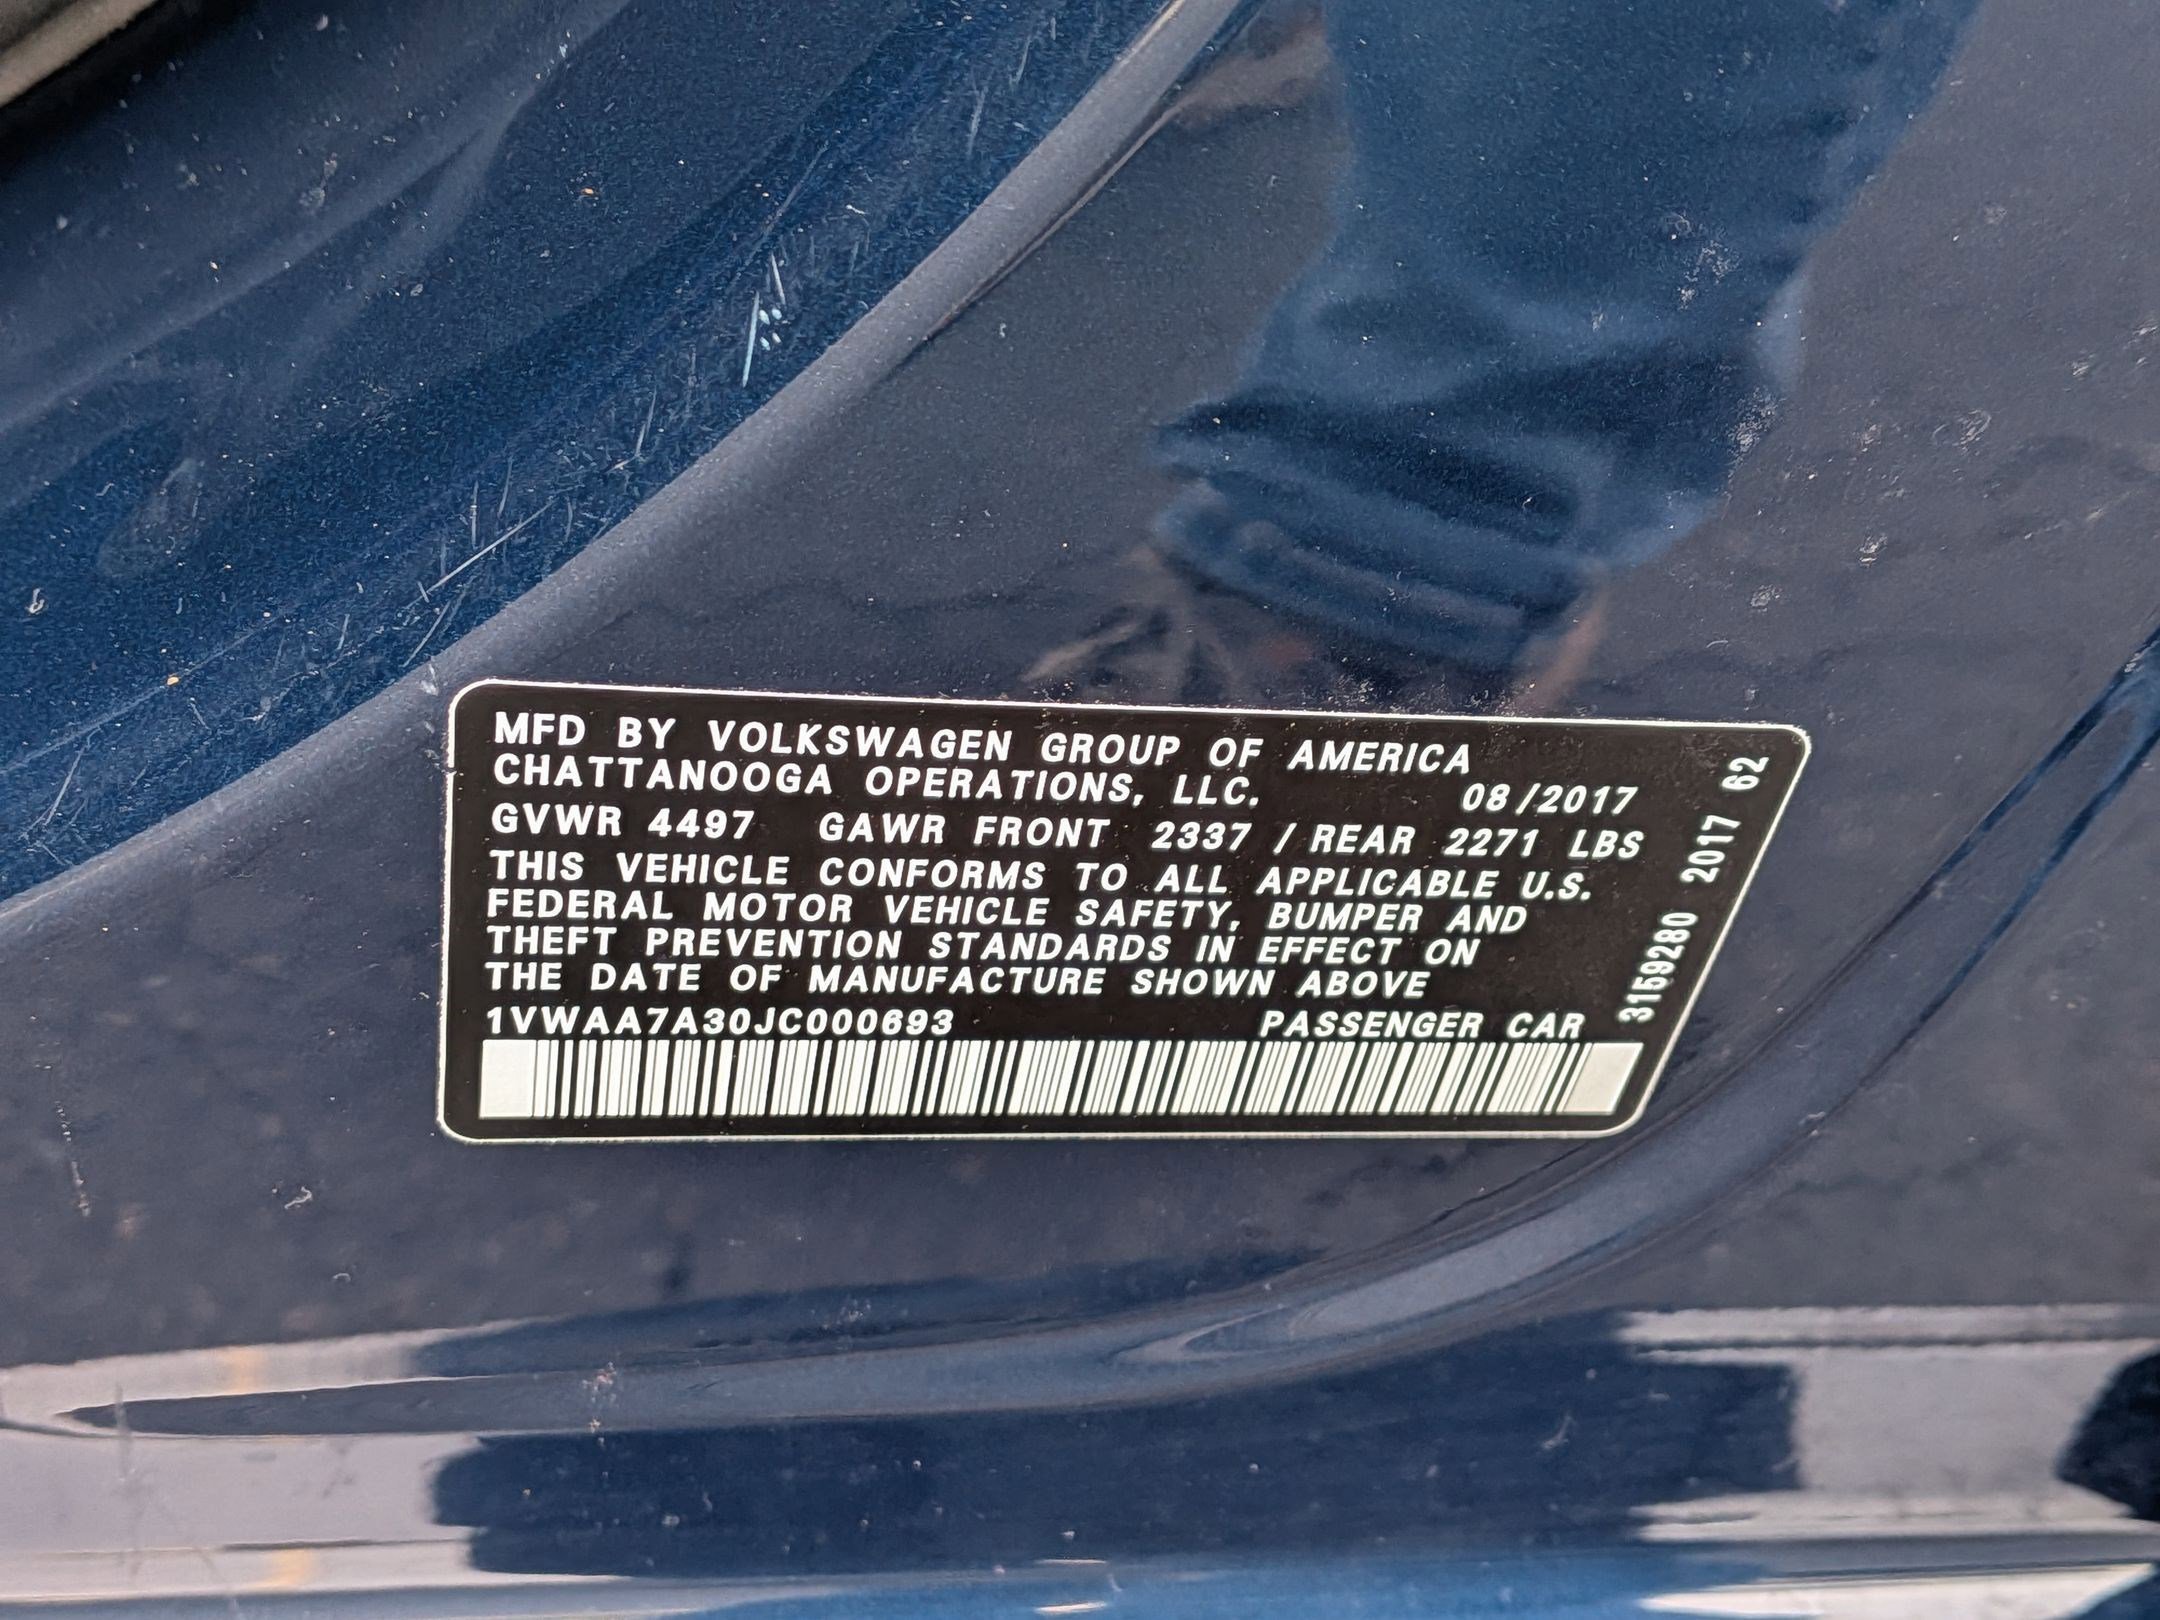 MFD BY VOLKSWAGEN GROUP OF AMERICA
CHATTANOOGA OPERATIONS, LLC. 08/2017
GVWR 4497 GAWR FRONT 2337 / REAR 2271 LBS
THIS VEHICLE CONFORMS TO ALL APPLICABLE U.S.
FEDERAL MOTOR VEHICLE SAFETY, BUMPER AND
THEFT PREVENTION STANDARDS IN EFFECT ON
THE DATE OF MANUFACTURE SHOWN ABOVE
1VWAA7A30JC000693 PASSENGER CAR
3159280 2017 62